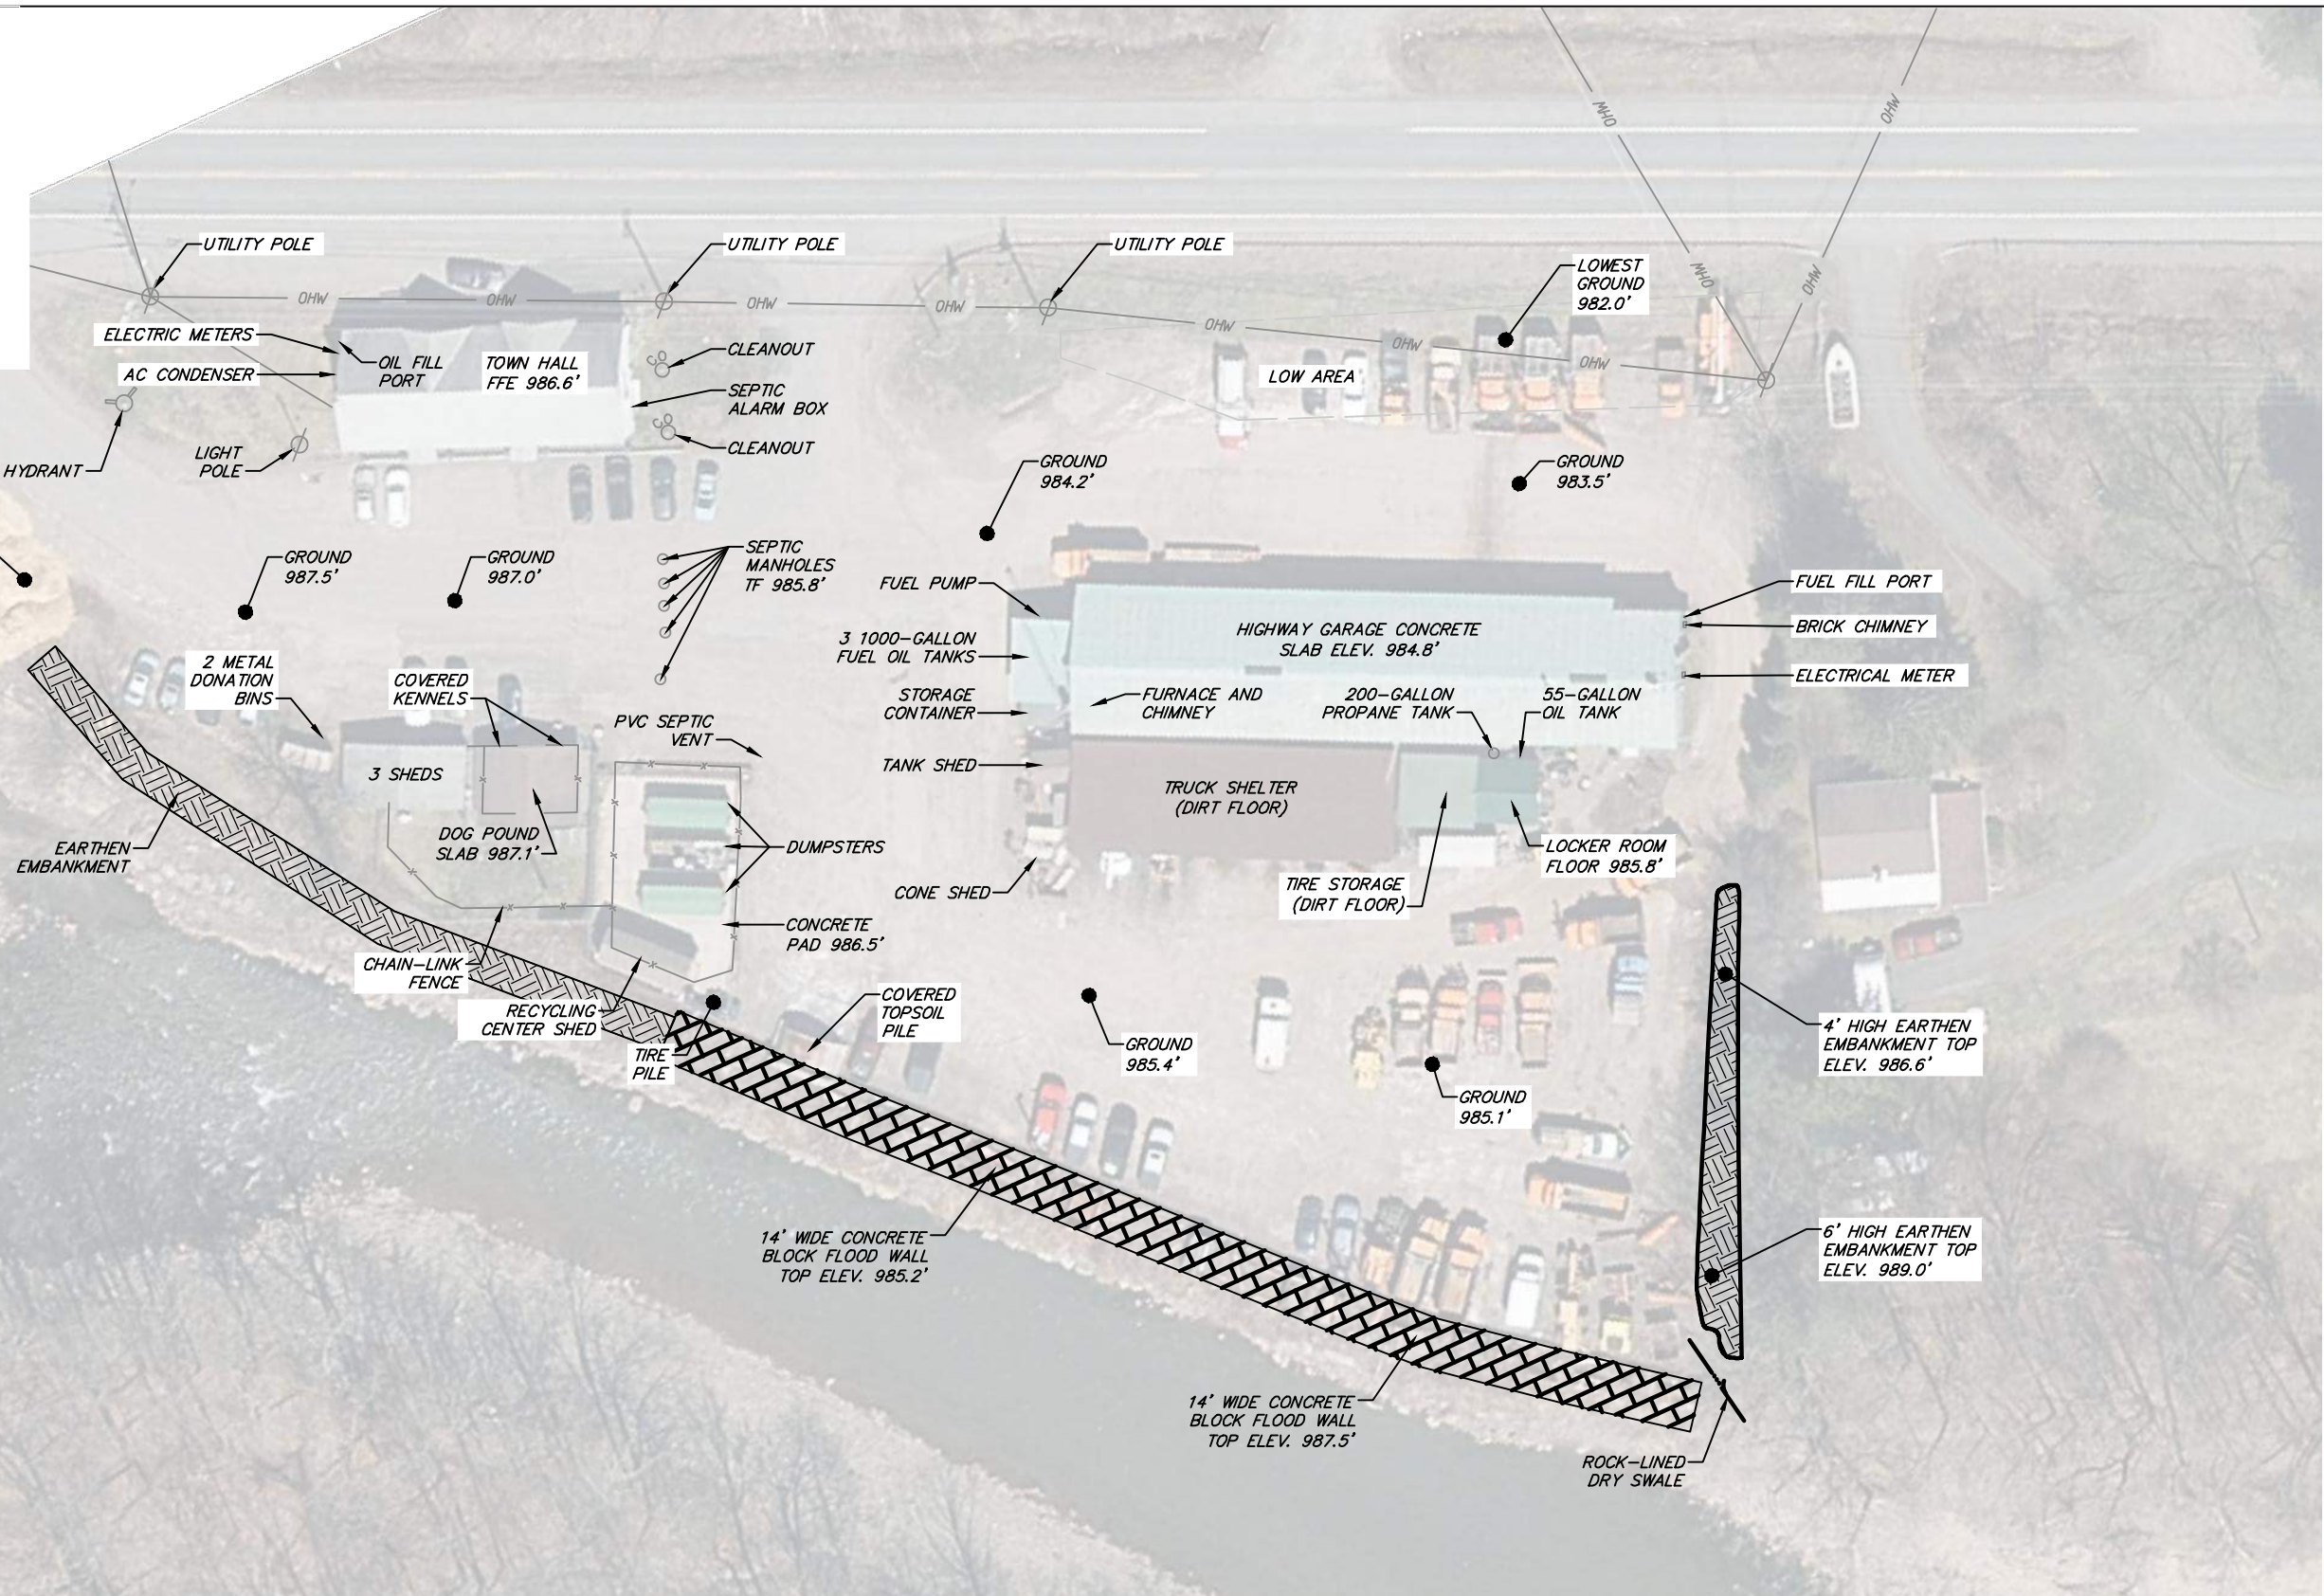 OHW
OHW
UTILITY POLE
UTILITY POLE
UTILITY POLE
LOWEST
GROUND
982.0'
OHW
OHW
OHW
OHW
OHW
OHW
OHW
OHW
OHW
ELECTRIC METERS
OIL FILL
PORT
TOWN HALL
FFE 986.6'
AC CONDENSER
CO
CLEANOUT
SEPTIC
ALARM BOX
CO
CLEANOUT
LOW AREA
HYDRANT
LIGHT
POLE
GROUND
984.2'
GROUND
983.5'
GROUND
987.5'
GROUND
987.0'
SEPTIC
MANHOLES
TF 985.8'
FUEL PUMP
FUEL FILL PORT
3 1000-GALLON
FUEL OIL TANKS
HIGHWAY GARAGE CONCRETE
SLAB ELEV. 984.8'
BRICK CHIMNEY
2 METAL
DONATION
BINS
COVERED
KENNELS
STORAGE
CONTAINER
FURNACE AND
CHIMNEY
200-GALLON
PROPANE TANK
55-GALLON
OIL TANK
ELECTRICAL METER
PVC SEPTIC
VENT
3 SHEDS
TANK SHED
TRUCK SHELTER
(DIRT FLOOR)
EARTHEN
EMBANKMENT
DOG POUND
SLAB 987.1'
DUMPSTERS
LOCKER ROOM
FLOOR 985.8'
CONE SHED
TIRE STORAGE
(DIRT FLOOR)
CONCRETE
PAD 986.5'
CHAIN-LINK
FENCE
RECYCLING
CENTER SHED
COVERED
TOPSOIL
PILE
TIRE
PILE
GROUND
985.4'
4' HIGH EARTHEN
EMBANKMENT TOP
ELEV. 986.6'
GROUND
985.1'
14' WIDE CONCRETE
BLOCK FLOOD WALL
TOP ELEV. 985.2'
6' HIGH EARTHEN
EMBANKMENT TOP
ELEV. 989.0'
14' WIDE CONCRETE
BLOCK FLOOD WALL
TOP ELEV. 987.5'
ROCK-LINED
DRY SWALE